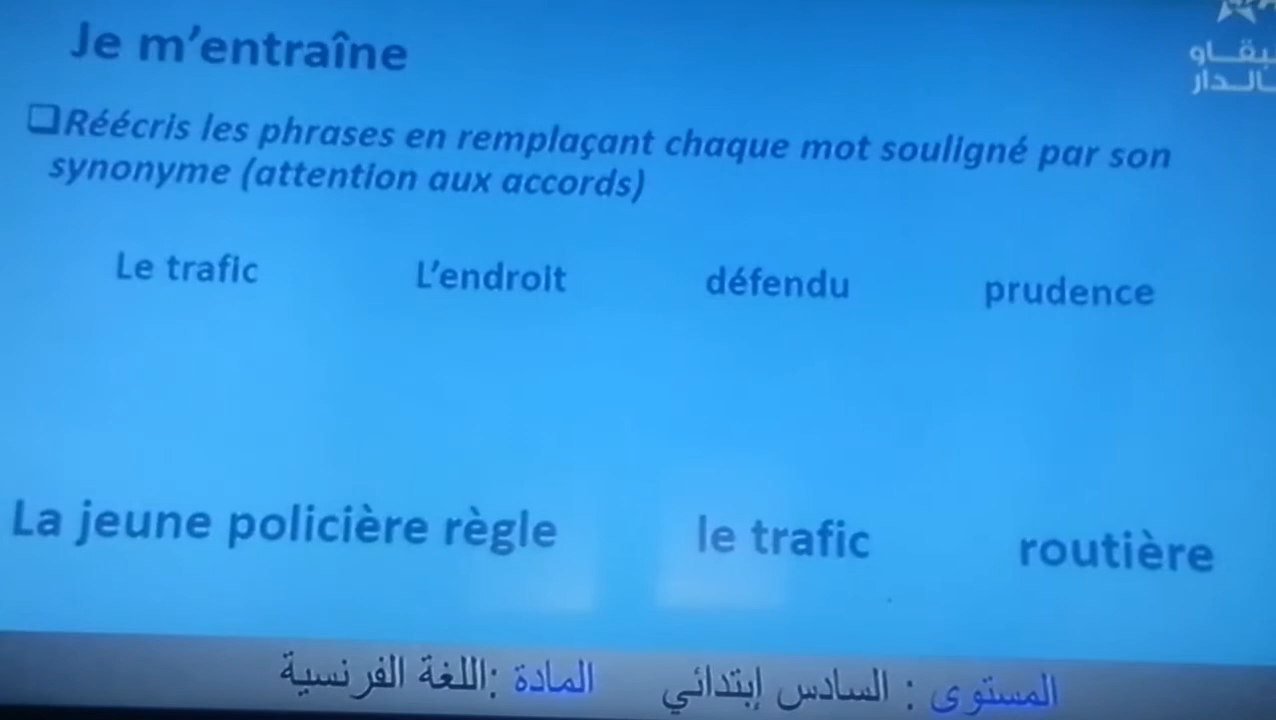 Je m'entraîne
❑Réécris les phrases en remplaçant chaque mot souligné par son
synonyme (attention aux accords)
Le trafic L'endroit défendu prudence
La jeune policière règle le trafic routière
المستوى : السادس إبتدائي المادة :اللغة الفرنسية